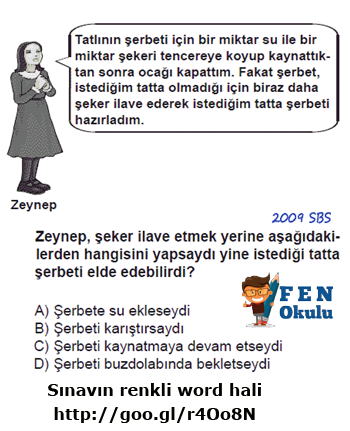 Tatlının şerbeti için bir miktar su ile bir
miktar şekeri tencereye koyup kaynattık-
tan sonra ocağı kapattım. Fakat şerbet,
istediğim tatta olmadığı için biraz daha
şeker ilave ederek istediğim tatta şerbeti
hazırladım.
Zeynep
2009 SBS
Zeynep, şeker ilave etmek yerine aşağıdaki-
lerden hangisini yapsaydı yine istediği tatta
şerbeti elde edebilirdi?
FEN
Okulu
A) Şerbete su ekleseydi
B) Şerbeti karıştırsaydı
C) Şerbeti kaynatmaya devam etseydi
D) Şerbeti buzdolabında bekletseydi
Sınavın renkli word hali
http://goo.gl/r4Oo8N